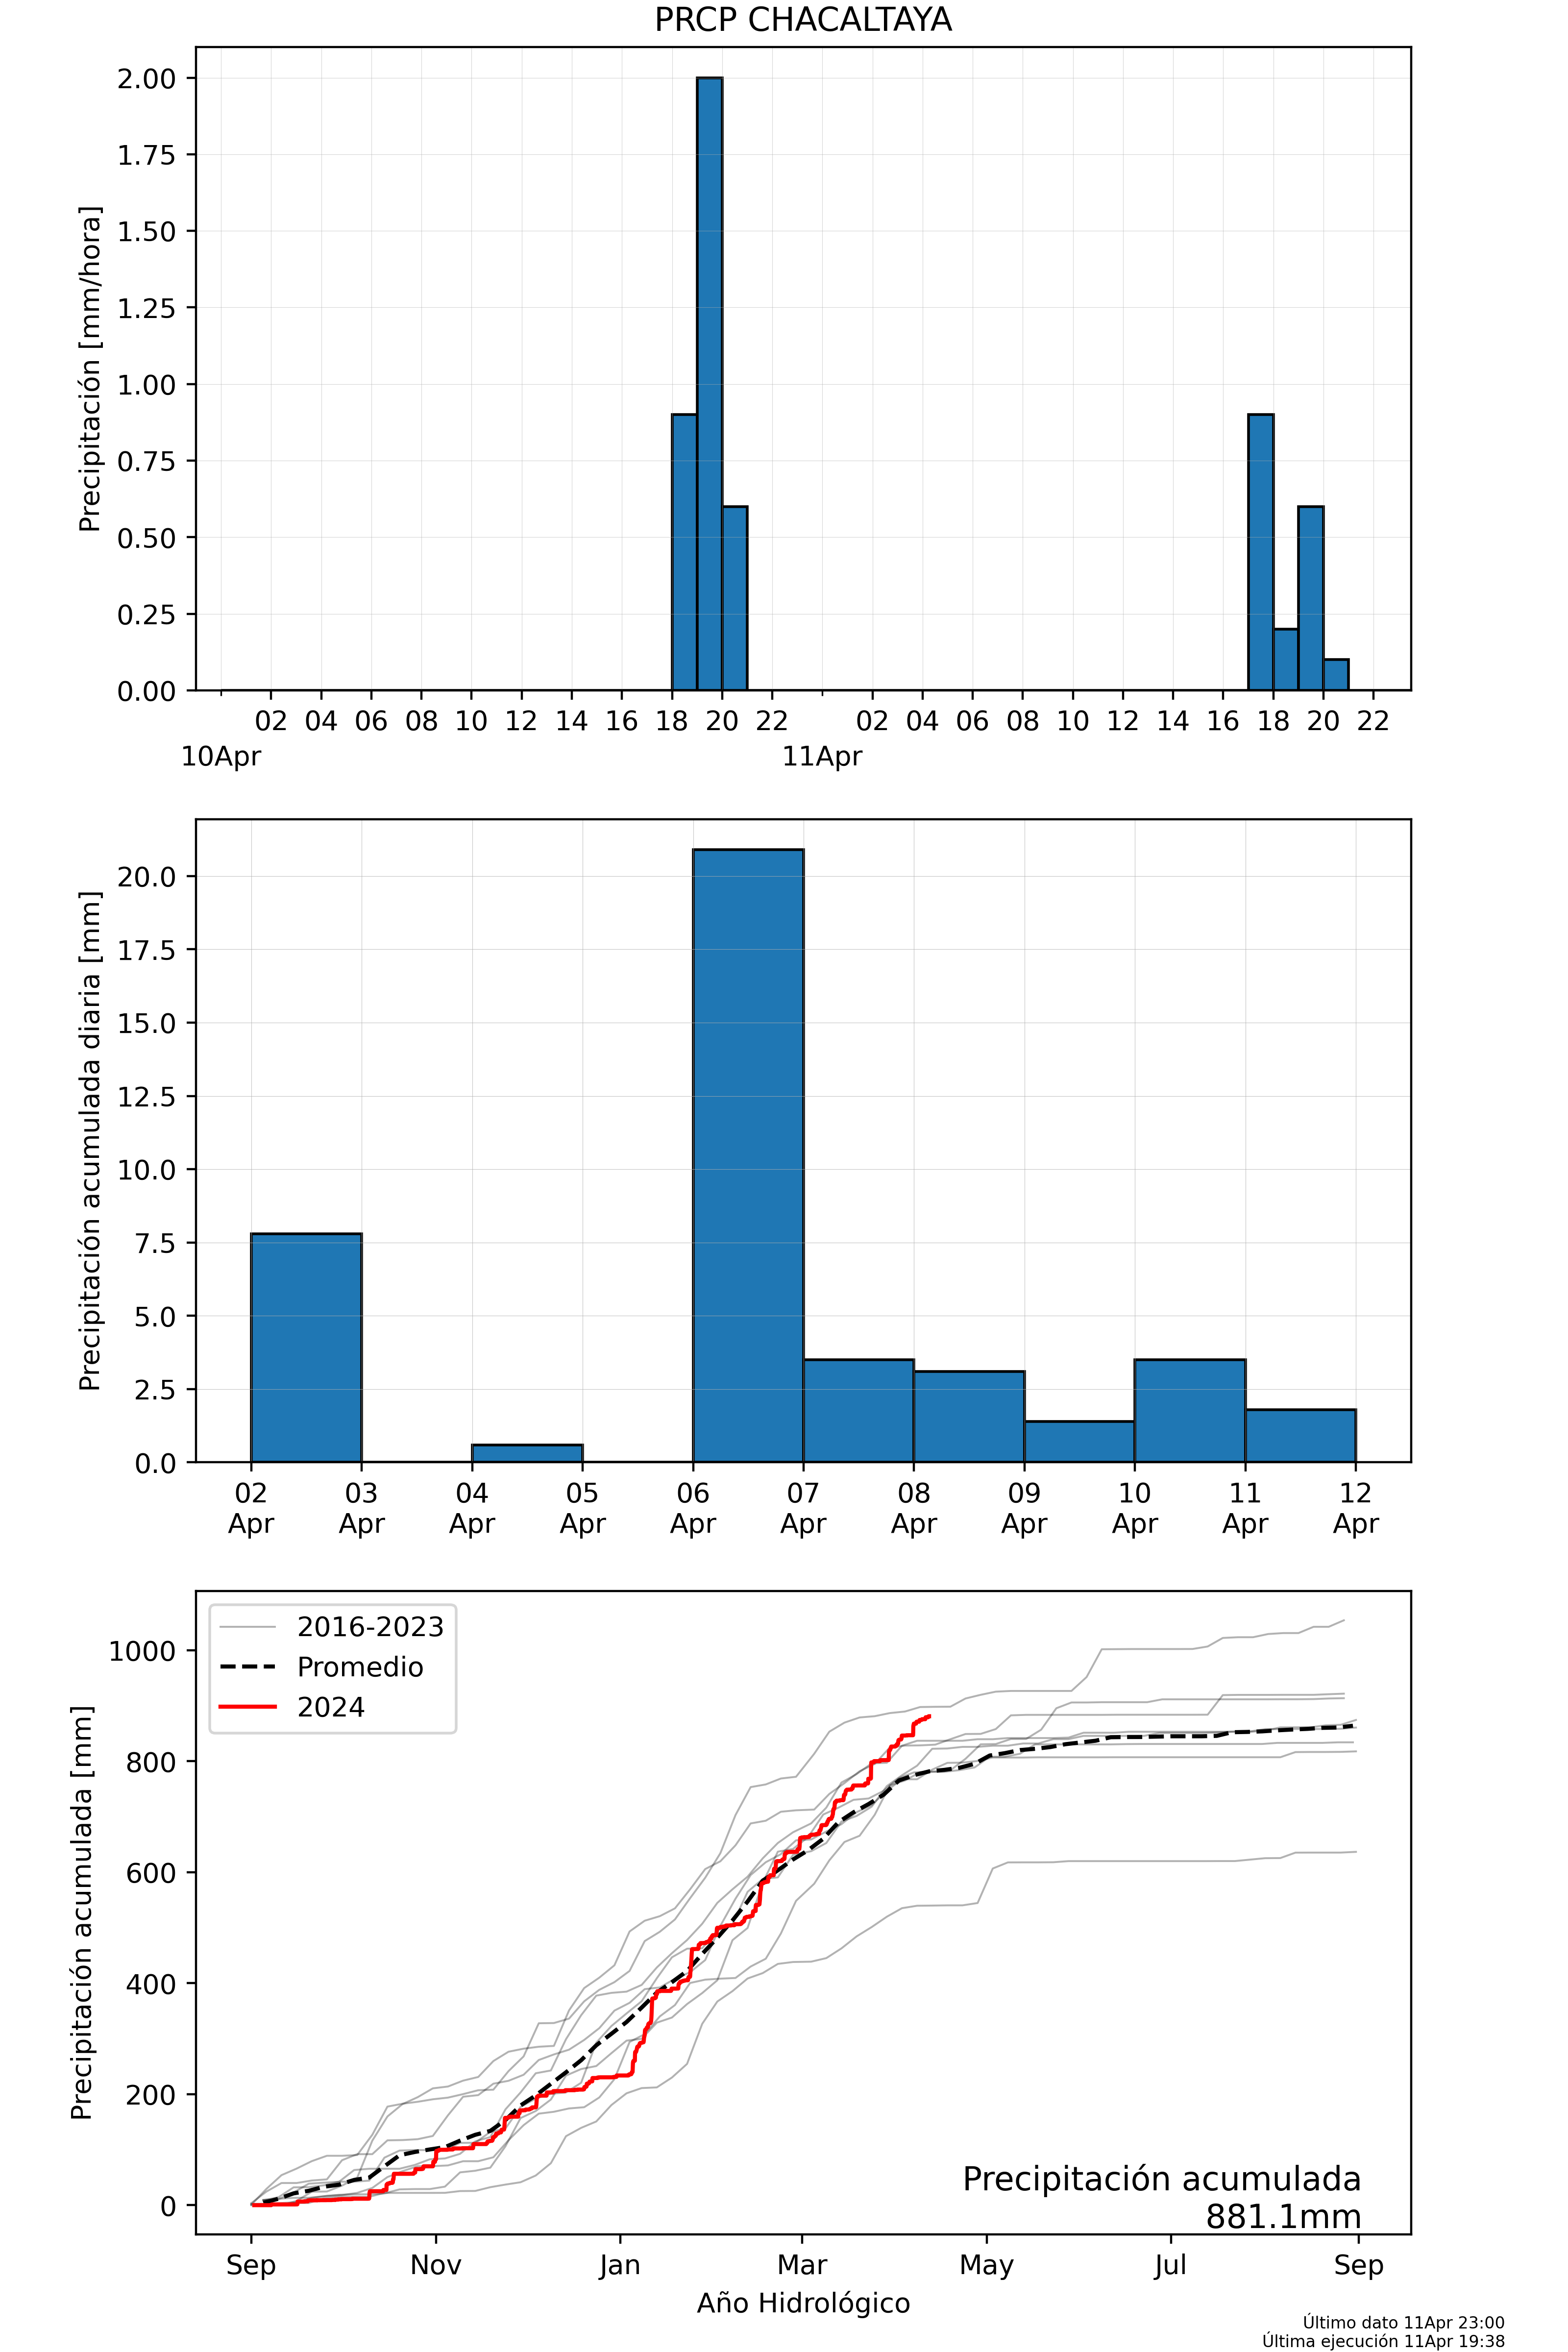 PRCP CHACALTAYA
Precipitación [mm/hora]
2.00
1.75
1.50
1.25
1.00
0.75
0.50
0.25
0.00
02 04 06 08 10 12 14 16 18 20 22 02 04 06 08 10 12 14 16 18 20 22
10Apr 11Apr
Precipitación acumulada diaria [mm]
20.0
17.5
15.0
12.5
10.0
7.5
5.0
2.5
0.0
02 03 04 05 06 07 08 09 10 11 12
Apr Apr Apr Apr Apr Apr Apr Apr Apr Apr Apr
Precipitación acumulada [mm]
1000
800
600
400
200
0
2016-2023
Promedio
2024
Precipitación acumulada
881.1mm
Sep Nov Jan Mar May Jul Sep
Año Hidrológico
Último dato 11Apr 23:00
Última ejecución 11Apr 19:38